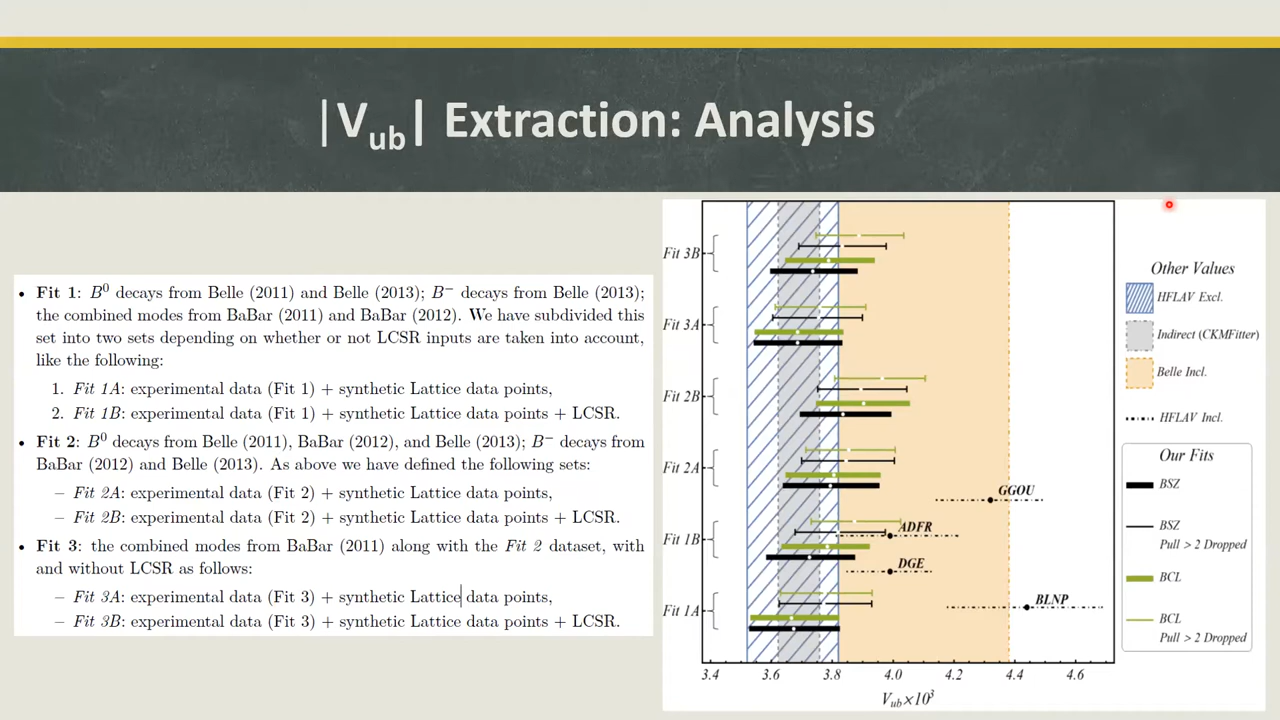 |Vub| Extraction: Analysis
• Fit 1: B⁰ decays from Belle (2011) and Belle (2013); B⁻ decays from Belle (2013);
the combined modes from BaBar (2011) and BaBar (2012). We have subdivided this
set into two sets depending on whether or not LCSR inputs are taken into account,
like the following:
1. Fit 1A: experimental data (Fit 1) + synthetic Lattice data points,
2. Fit 1B: experimental data (Fit 1) + synthetic Lattice data points + LCSR.
• Fit 2: B⁰ decays from Belle (2011), BaBar (2012), and Belle (2013); B⁻ decays from
BaBar (2012) and Belle (2013). As above we have defined the following sets:
– Fit 2A: experimental data (Fit 2) + synthetic Lattice data points,
– Fit 2B: experimental data (Fit 2) + synthetic Lattice data points + LCSR.
• Fit 3: the combined modes from BaBar (2011) along with the Fit 2 dataset, with
and without LCSR as follows:
– Fit 3A: experimental data (Fit 3) + synthetic Lattice data points,
– Fit 3B: experimental data (Fit 3) + synthetic Lattice data points + LCSR.
Fit 3B
Fit 3A
Fit 2B
Fit 2A
Fit 1B
Fit 1A
GGOU
ADFR
DGE
BLNP
3.4 3.6 3.8 4.0 4.2 4.4 4.6
Vub×10³
Other Values
HFLAV Excl.
Indirect (CKMFitter)
Belle Incl.
HFLAV Incl.
Our Fits
BSZ
BSZ
Pull > 2 Dropped
BCL
BCL
Pull > 2 Dropped